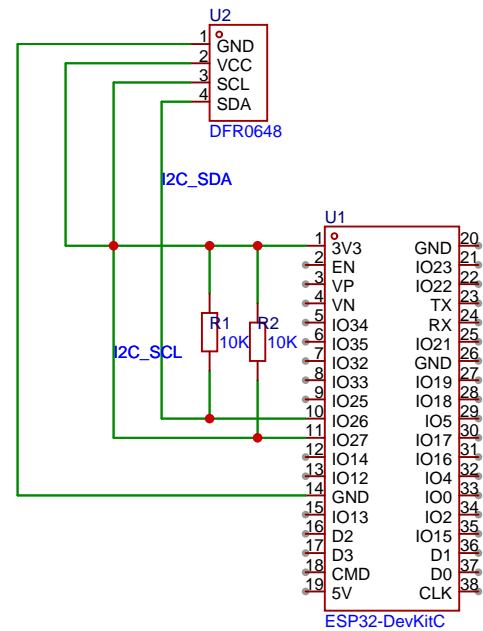 U2
1 GND
2 VCC
3 SCL
4 SDA
DFR0648
I2C_SDA
I2C_SCL
R1
10K
R2
10K
U1
1 3V3 GND 20
2 EN IO23 21
3 VP IO22 22
4 VN TX 23
5 IO34 RX 24
6 IO35 IO21 25
7 IO32 GND 26
8 IO33 IO19 27
9 IO25 IO18 28
10 IO26 IO5 29
11 IO27 IO17 30
12 IO14 IO16 31
13 IO12 IO4 32
14 GND IO0 33
15 IO13 IO2 34
16 D2 IO15 35
17 D3 D1 36
18 CMD D0 37
19 5V CLK 38
ESP32-DevKitC